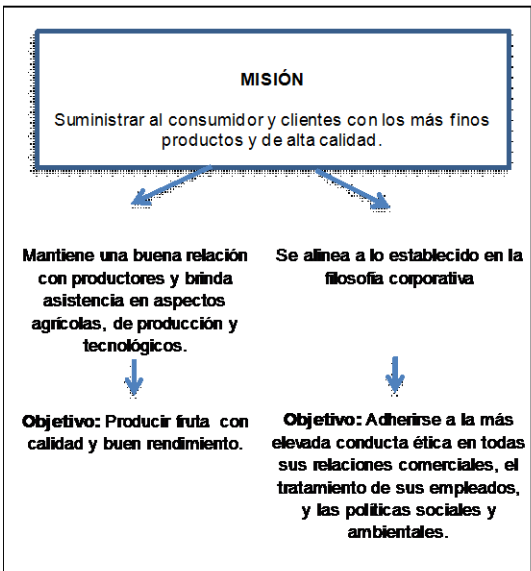 MISIÓN
Suministrar al consumidor y clientes con los más finos
productos y de alta calidad.
Mantiene una buena relación
con productores y brinda
asistencia en aspectos
agrícolas, de producción y
tecnológicos.
Se alinea a lo establecido en la
filosofía corporativa
Objetivo: Producir fruta con
calidad y buen rendimiento.
Objetivo: Adherirse a la más
elevada conducta ética en todas
sus relaciones comerciales, el
tratamiento de sus empleados,
y las políticas sociales y
ambientales.